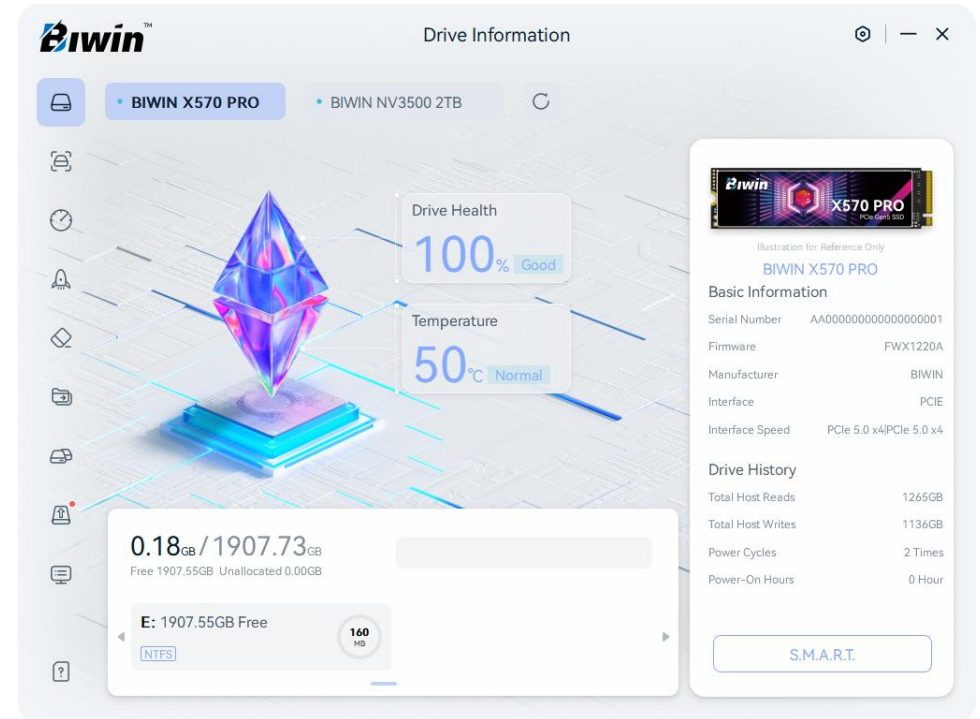 Biwin™
Drive Information
BIWIN X570 PRO
BIWIN NV3500 2TB
Drive Health
100% Good
Temperature
50°C Normal
0.18GB/1907.73GB
Free 1907.55GB Unallocated 0.00GB
E: 1907.55GB Free
160
MB
NTFS
Biwin
X570 PRO
PCIe Gen5 SSD
Illustration for Reference Only
BIWIN X570 PRO
Basic Information
Serial Number AA000000000000000001
Firmware FWX1220A
Manufacturer BIWIN
Interface PCIE
Interface Speed PCIe 5.0 x4|PCIe 5.0 x4
Drive History
Total Host Reads 1265GB
Total Host Writes 1136GB
Power Cycles 2 Times
Power-On Hours 0 Hour
S.M.A.R.T.